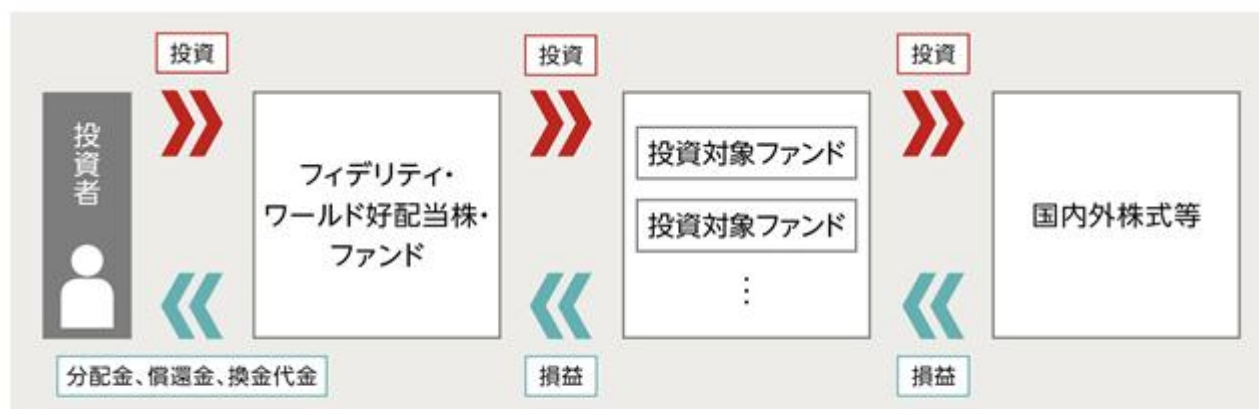 投資
投資
投資
投資者
フィデリティ・
ワールド好配当株・
ファンド
投資対象ファンド
投資対象ファンド
⋮
国内外株式等
分配金、償還金、換金代金
損益
損益